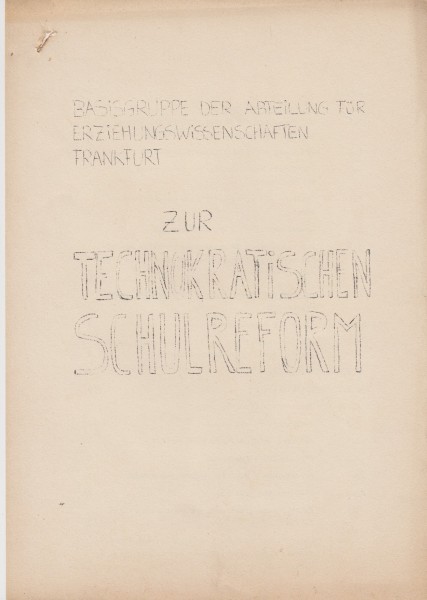 BASISGRUPPE DER ABTEILUNG FÜR
ERZIEHUNGSWISSENSCHAFTEN
FRANKFURT
ZUR
TECHNOKRATiSCHEN
SCHULREFORM